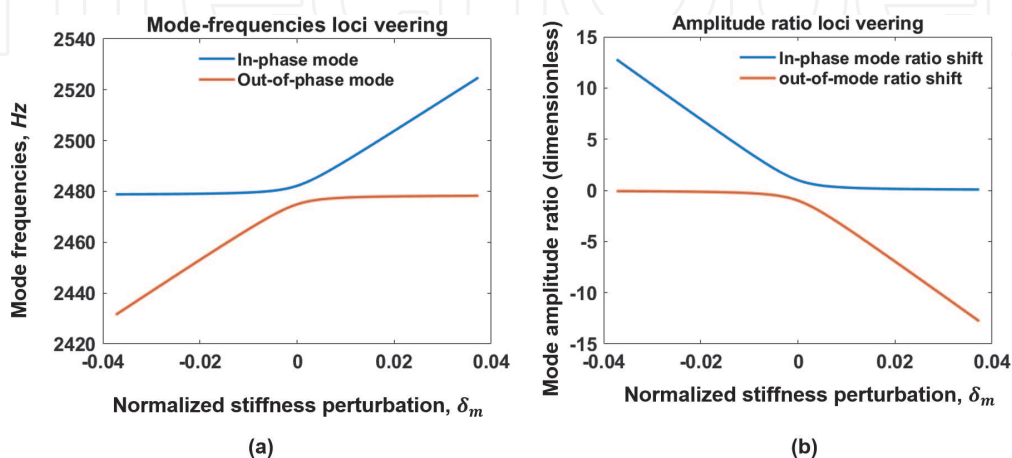 Mode-frequencies loci veering
2540
2520
2500
2480
2460
2440
2420
-0.04
-0.02
0
0.02
0.04
In-phase mode
Out-of-phase mode
Mode frequencies, Hz
Normalized stiffness perturbation, δm
(a)
Amplitude ratio loci veering
15
10
5
0
-5
-10
-15
-0.04
-0.02
0
0.02
0.04
In-phase mode ratio shift
out-of-mode ratio shift
Mode amplitude ratio (dimensionless)
Normalized stiffness perturbation, δm
(b)